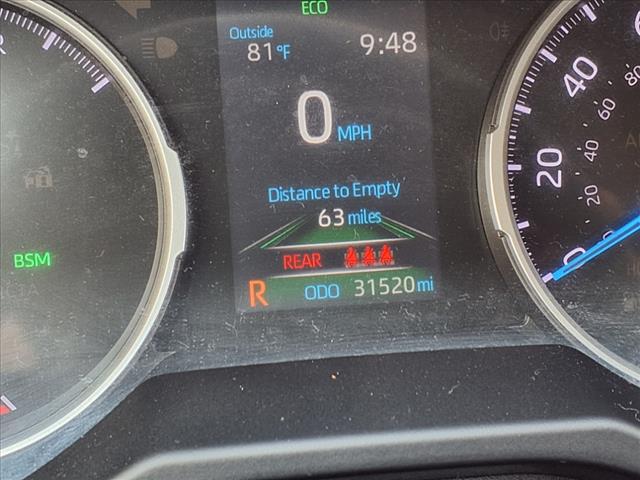 ECO
Outside
81°F
9:48
0 MPH
Distance to Empty
63 miles
REAR
R ODO 31520 mi
BSM
0
20
40
20
40
60
80